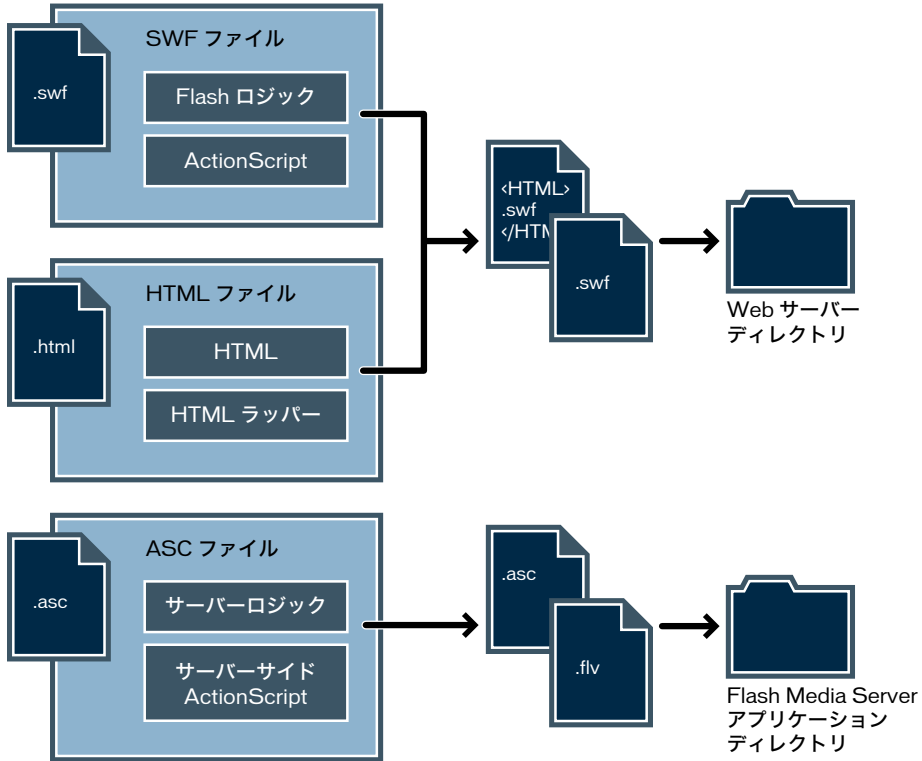 SWF ファイル
.swf
Flash ロジック
ActionScript
HTML ファイル
.html
HTML
HTML ラッパー
‹HTML›
.swf
‹/HTM
.swf
Web サーバー
ディレクトリ
ASC ファイル
.asc
サーバーロジック
サーバーサイド
ActionScript
.asc
.flv
Flash Media Server
アプリケーション
ディレクトリ